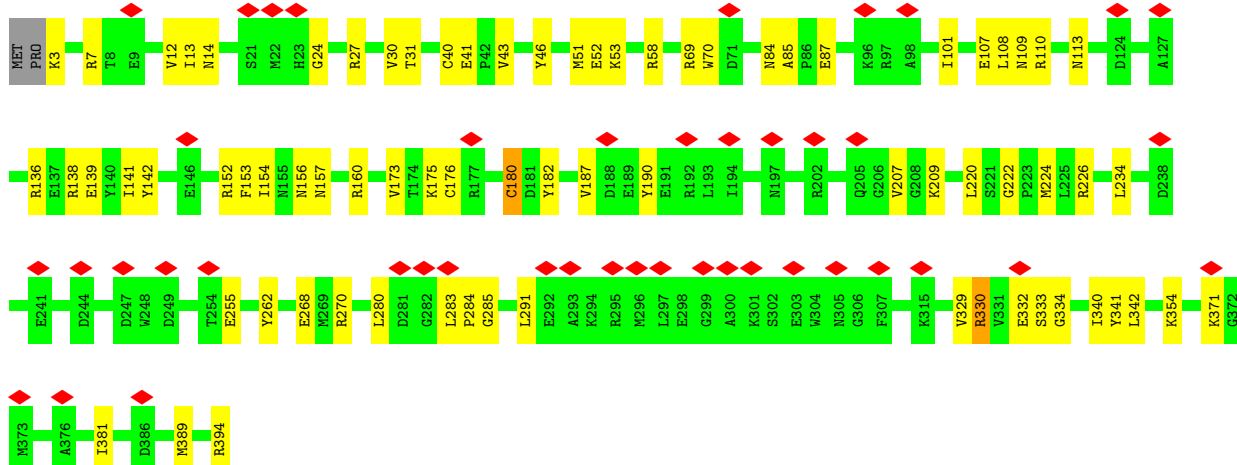 MET PRO K3 R7 T8 E9 V12 I13 N14 S21 M22 H23 G24 R27 V30 T31 C40 E41 P42 V43 Y46 M51 E52 K53 R58 R69 W70 D71 N84 A85 P86 E87 K96 R97 A98 I101 E107 L108 N109 R110 N113 D124 A127
R136 E137 R138 E139 Y140 I141 Y142 E146 R152 F153 I154 N155 N156 N157 R160 V173 T174 K175 C176 R177 C180 D181 Y182 V187 D188 E189 Y190 E191 R192 L193 I194 N197 R202 Q205 G206 V207 G208 K209 L220 S221 G222 P223 M224 L225 R226 L234 D238
E241 D244 D247 W248 D249 T254 E255 Y262 E268 M269 R270 L280 D281 G282 L283 P284 G285 L291 E292 A293 K294 R295 M296 L297 E298 G299 A300 K301 S302 E303 W304 N305 G306 F307 K315 V329 R330 V331 E332 S333 G334 I340 Y341 L342 K354 K371 G372
M373 A376 I381 D386 M389 R394